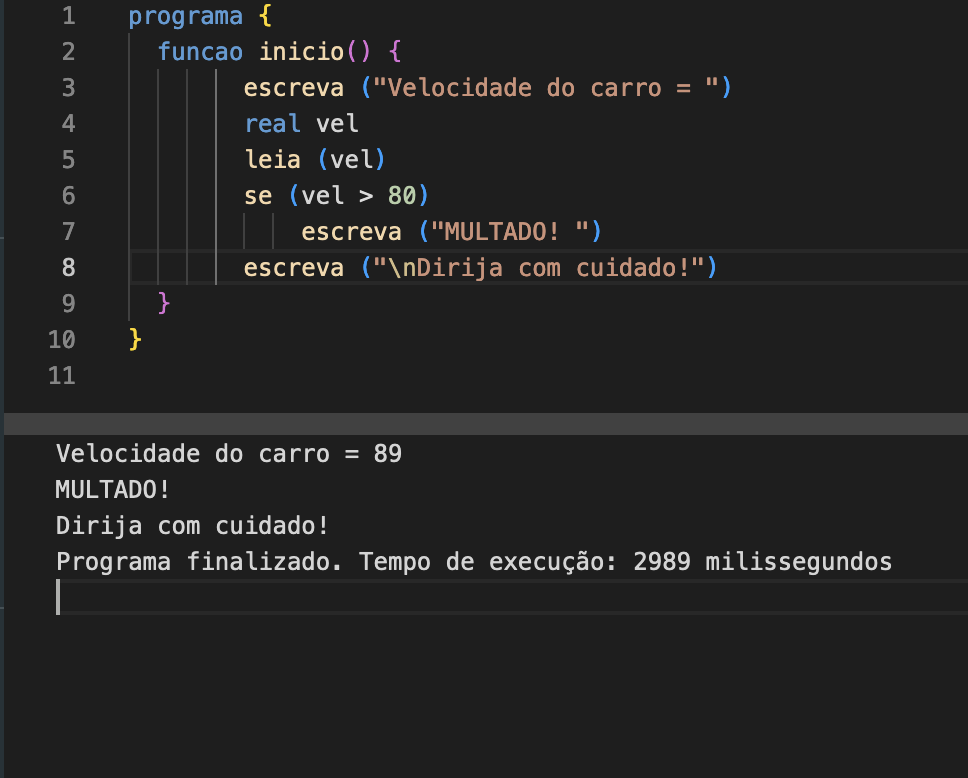 1 programa {
2 funcao inicio() {
3 escreva ("Velocidade do carro = ")
4 real vel
5 leia (vel)
6 se (vel > 80)
7 escreva ("MULTADO! ")
8 escreva ("\nDirija com cuidado!")
9 }
10 }
11
Velocidade do carro = 89
MULTADO!
Dirija com cuidado!
Programa finalizado. Tempo de execução: 2989 milissegundos